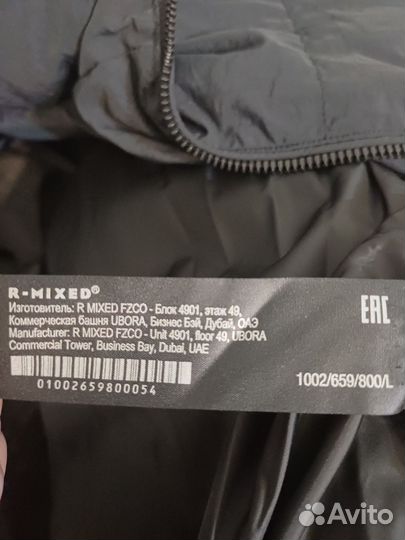 R-MIXED®
Изготовитель: R MIXED FZCO - Блок 4901, этаж 49,
Коммерческая башня UBORA, Бизнес Бэй, Дубай, ОАЭ
Manufacturer: R MIXED FZCO - Unit 4901, floor 49, UBORA
Commercial Tower, Business Bay, Dubai, UAE
01002659800054
EAC
1002/659/800/L
Avito